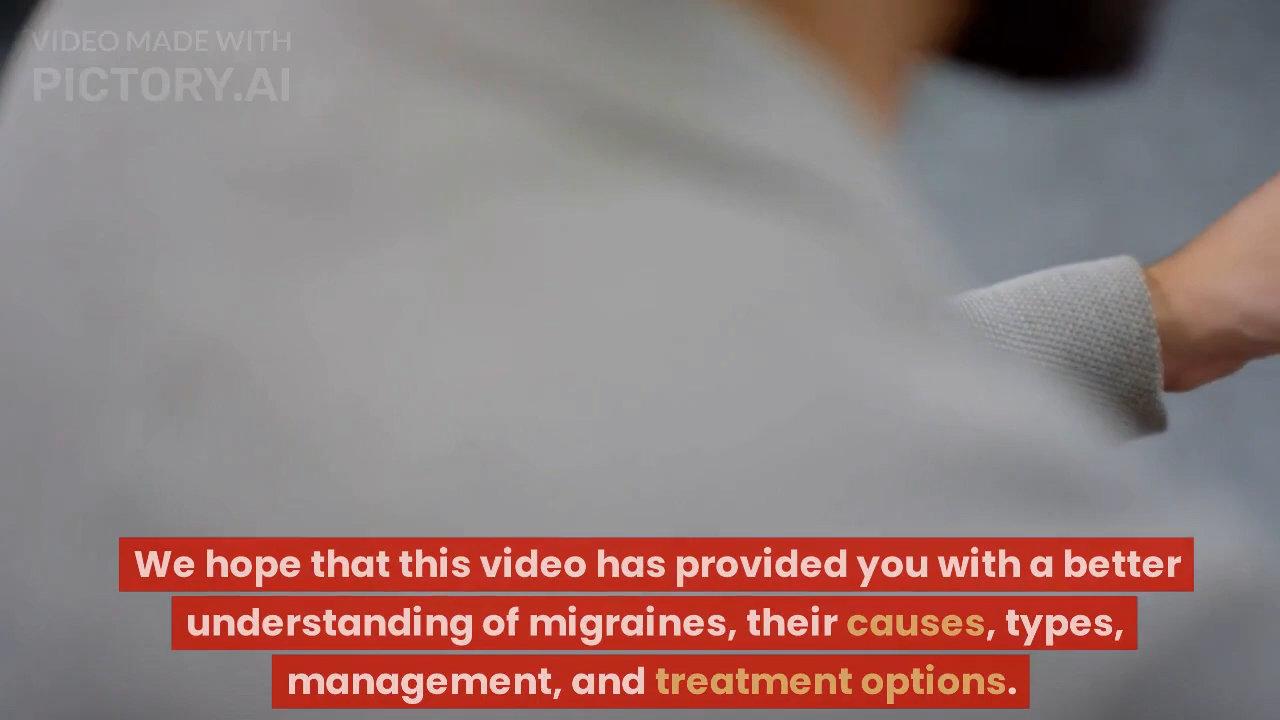 VIDEO MADE WITH
PICTORY.AI
We hope that this video has provided you with a better
understanding of migraines, their causes, types,
management, and treatment options.